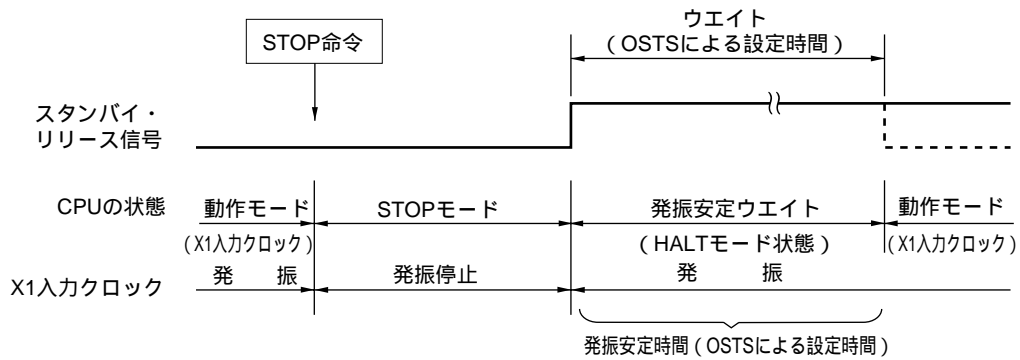 ウエイト
（OSTSによる設定時間）
STOP命令
スタンバイ・
リリース信号
CPUの状態
動作モード
STOPモード
発振安定ウエイト
動作モード
（X1入力クロック）
（HALTモード状態）
（X1入力クロック）
X1入力クロック
発　振
発振停止
発　振
発振安定時間（OSTSによる設定時間）